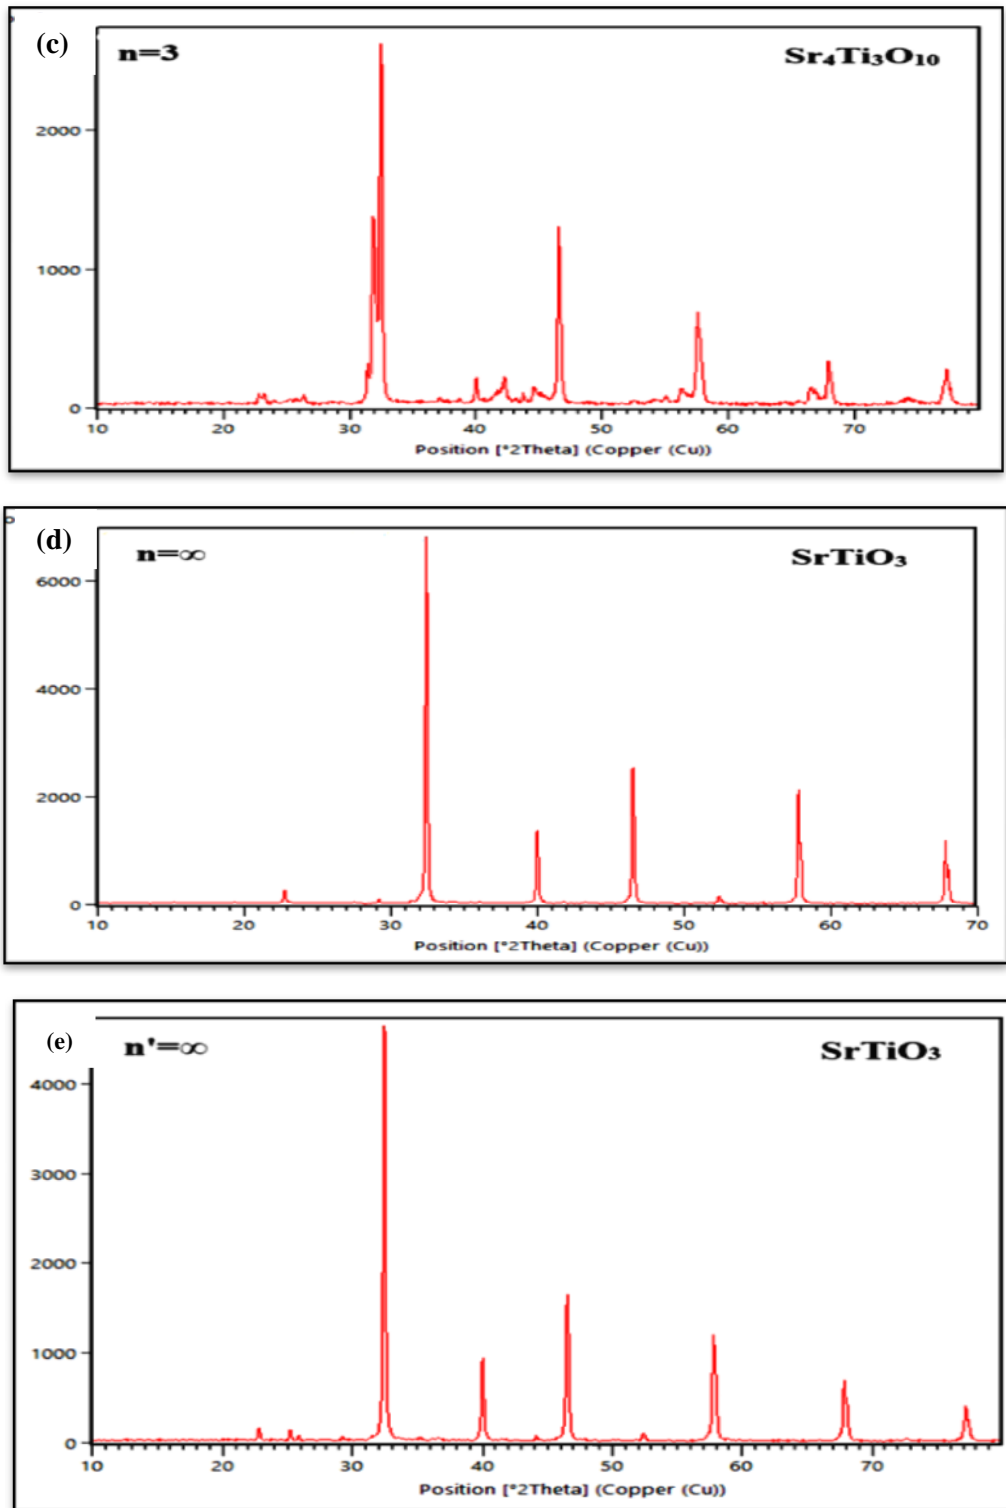 (c) n=3 Sr₄Ti₃O₁₀
2000
1000
0
10 20 30 40 50 60 70
Position [°2Theta] (Copper (Cu))
(d) n=∞ SrTiO₃
6000
4000
2000
0
10 20 30 40 50 60 70
Position [°2Theta] (Copper (Cu))
(e) n'=∞ SrTiO₃
4000
3000
2000
1000
0
10 20 30 40 50 60 70
Position [°2Theta] (Copper (Cu))